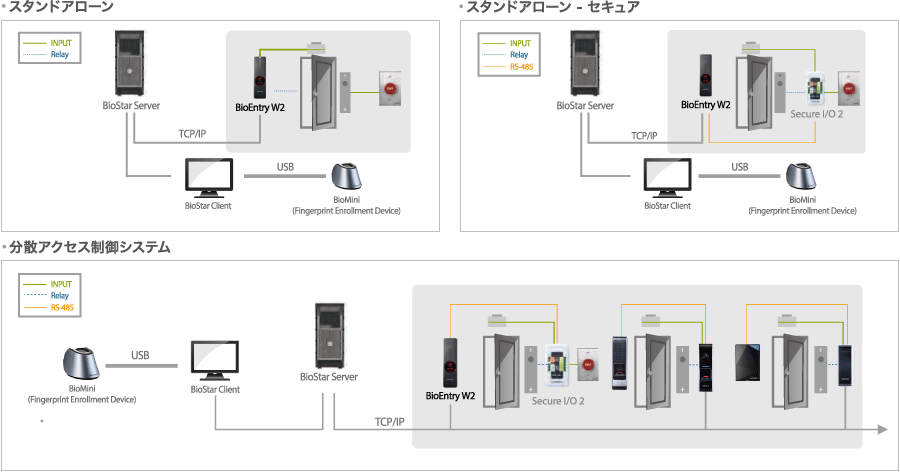 ・スタンドアローン
INPUT
Relay
BioStar Server
BioEntry W2
EXIT
TCP/IP
USB
BioStar Client
BioMini
(Fingerprint Enrollment Device)
・スタンドアローン - セキュア
INPUT
Relay
RS-485
BioStar Server
BioEntry W2
EXIT
Secure I/O 2
TCP/IP
USB
BioStar Client
BioMini
(Fingerprint Enrollment Device)
・分散アクセス制御システム
INPUT
Relay
RS-485
USB
BioMini
(Fingerprint Enrollment Device)
BioStar Client
BioStar Server
TCP/IP
BioEntry W2
Secure I/O 2
EXIT